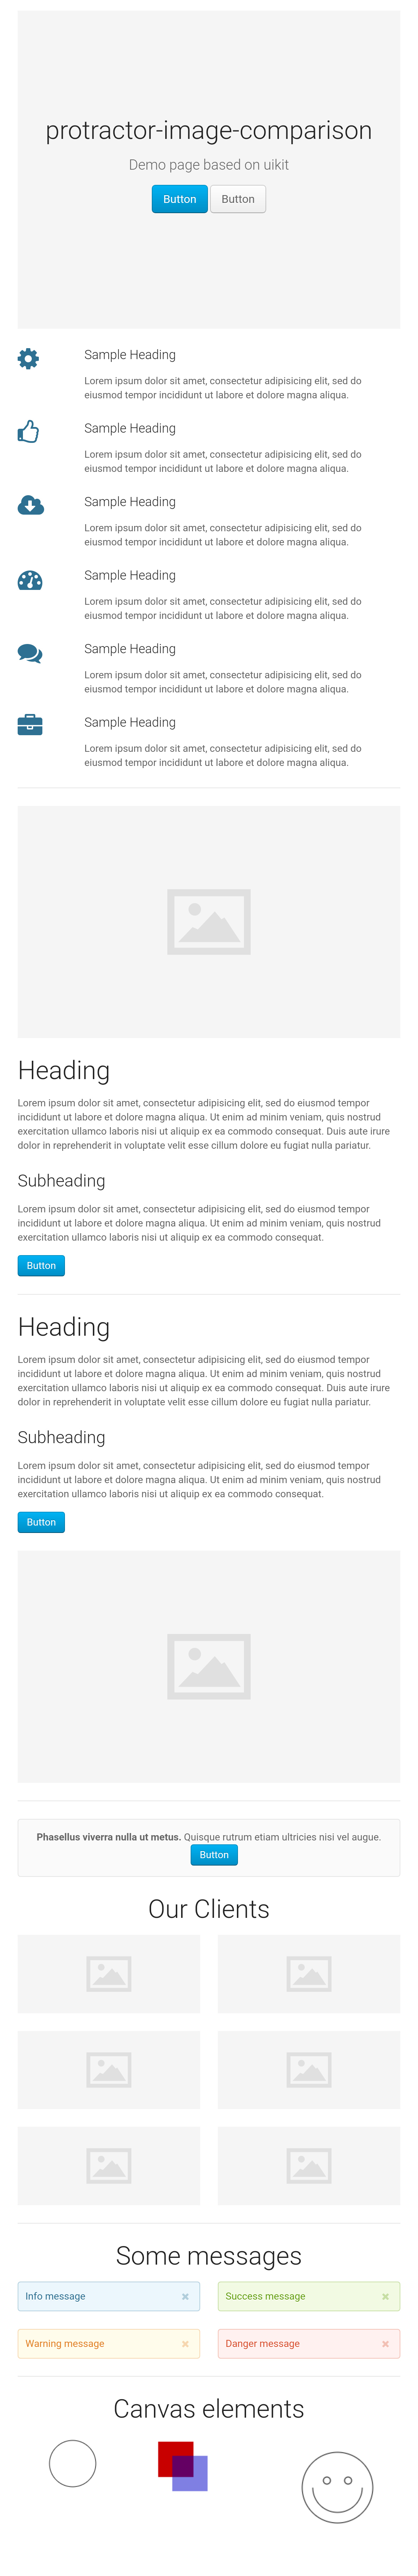 protractor-image-comparison
Demo page based on uikit
Button Button
Sample Heading
Lorem ipsum dolor sit amet, consectetur adipisicing elit, sed do
eiusmod tempor incididunt ut labore et dolore magna aliqua.
Sample Heading
Lorem ipsum dolor sit amet, consectetur adipisicing elit, sed do
eiusmod tempor incididunt ut labore et dolore magna aliqua.
Sample Heading
Lorem ipsum dolor sit amet, consectetur adipisicing elit, sed do
eiusmod tempor incididunt ut labore et dolore magna aliqua.
Sample Heading
Lorem ipsum dolor sit amet, consectetur adipisicing elit, sed do
eiusmod tempor incididunt ut labore et dolore magna aliqua.
Sample Heading
Lorem ipsum dolor sit amet, consectetur adipisicing elit, sed do
eiusmod tempor incididunt ut labore et dolore magna aliqua.
Sample Heading
Lorem ipsum dolor sit amet, consectetur adipisicing elit, sed do
eiusmod tempor incididunt ut labore et dolore magna aliqua.
Heading
Lorem ipsum dolor sit amet, consectetur adipisicing elit, sed do eiusmod tempor
incididunt ut labore et dolore magna aliqua. Ut enim ad minim veniam, quis nostrud
exercitation ullamco laboris nisi ut aliquip ex ea commodo consequat. Duis aute irure
dolor in reprehenderit in voluptate velit esse cillum dolore eu fugiat nulla pariatur.
Subheading
Lorem ipsum dolor sit amet, consectetur adipisicing elit, sed do eiusmod tempor
incididunt ut labore et dolore magna aliqua. Ut enim ad minim veniam, quis nostrud
exercitation ullamco laboris nisi ut aliquip ex ea commodo consequat.
Button
Heading
Lorem ipsum dolor sit amet, consectetur adipisicing elit, sed do eiusmod tempor
incididunt ut labore et dolore magna aliqua. Ut enim ad minim veniam, quis nostrud
exercitation ullamco laboris nisi ut aliquip ex ea commodo consequat. Duis aute irure
dolor in reprehenderit in voluptate velit esse cillum dolore eu fugiat nulla pariatur.
Subheading
Lorem ipsum dolor sit amet, consectetur adipisicing elit, sed do eiusmod tempor
incididunt ut labore et dolore magna aliqua. Ut enim ad minim veniam, quis nostrud
exercitation ullamco laboris nisi ut aliquip ex ea commodo consequat.
Button
Phasellus viverra nulla ut metus. Quisque rutrum etiam ultricies nisi vel augue.
Button
Our Clients
Some messages
Info message
Success message
Warning message
Danger message
Canvas elements